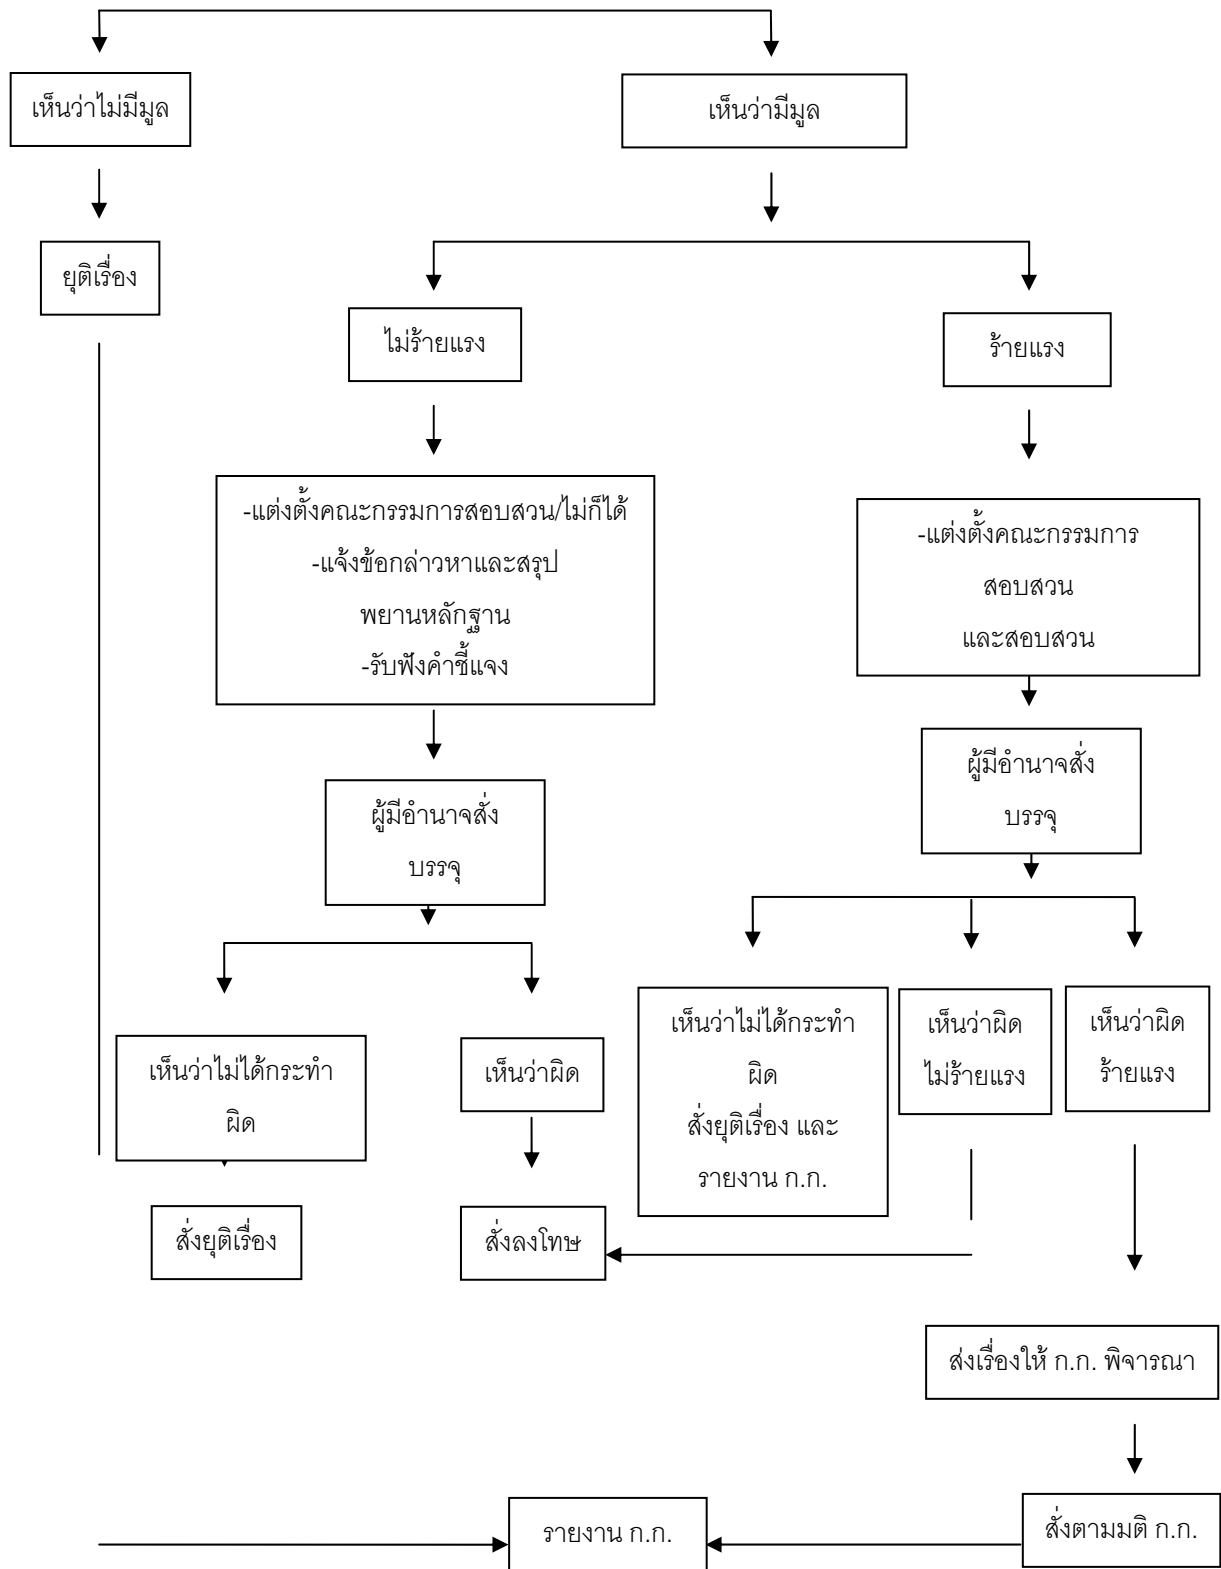 เห็นว่าไม่มีมูล
เห็นว่ามีมูล
ยุติเรื่อง
ไม่ร้ายแรง
ร้ายแรง
-แต่งตั้งคณะกรรมการสอบสวน/ไม่ก็ได้
-แจ้งข้อกล่าวหาและสรุป
พยานหลักฐาน
-รับฟังคำชี้แจง
-แต่งตั้งคณะกรรมการ
สอบสวน
และสอบสวน
ผู้มีอำนาจสั่ง
บรรจุ
ผู้มีอำนาจสั่ง
บรรจุ
เห็นว่าไม่ได้กระทำ
ผิด
เห็นว่าผิด
เห็นว่าไม่ได้กระทำ
ผิด
สั่งยุติเรื่อง และ
รายงาน ก.ก.
เห็นว่าผิด
ไม่ร้ายแรง
เห็นว่าผิด
ร้ายแรง
สั่งยุติเรื่อง
สั่งลงโทษ
ส่งเรื่องให้ ก.ก. พิจารณา
สั่งตามมติ ก.ก.
รายงาน ก.ก.